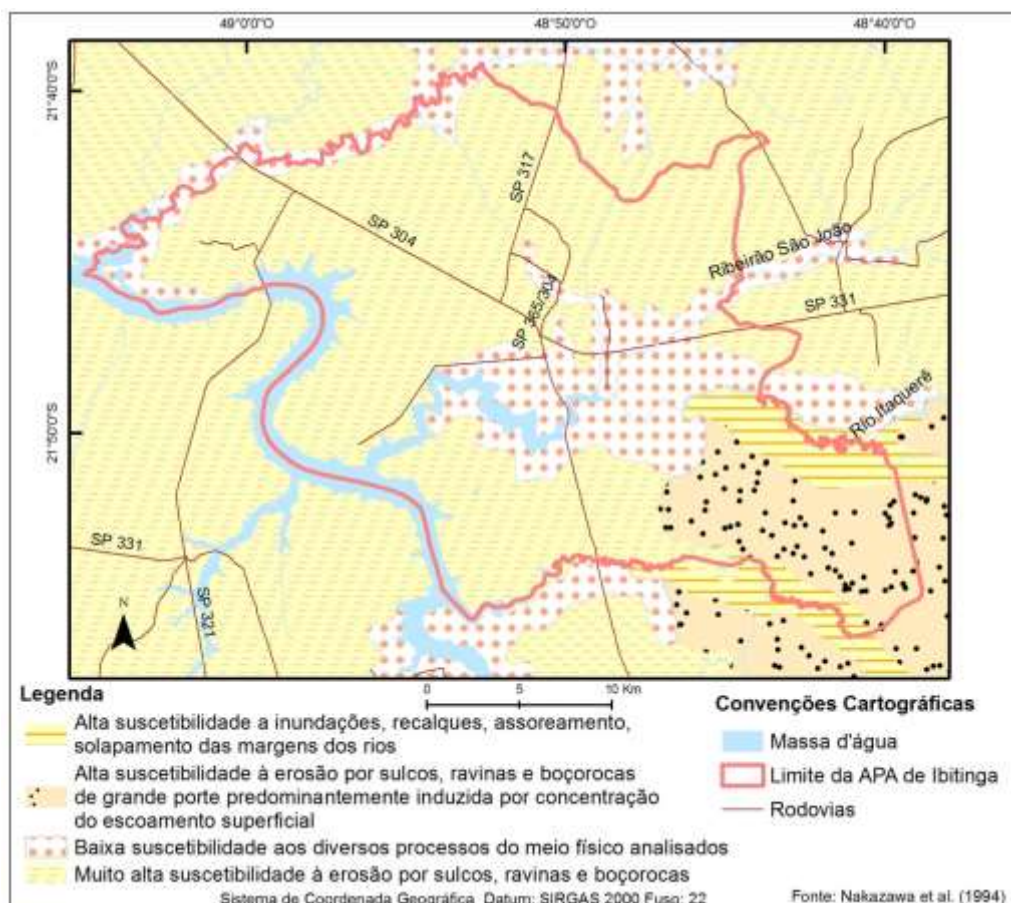 49°0'0"O
48°50'0"O
48°40'0"O
21°40'0"S
SP 317
SP 304
Ribeirão São João
SP 365/304
SP 331
21°50'0"S
Rio Itaquerê
SP 331
SP 321
N
Legenda
0 5 10 Km
Alta suscetibilidade a inundações, recalques, assoreamento,
solapamento das margens dos rios
Alta suscetibilidade à erosão por sulcos, ravinas e boçorocas
de grande porte predominantemente induzida por concentração
do escoamento superficial
Baixa suscetibilidade aos diversos processos do meio físico analisados
Muito alta suscetibilidade à erosão por sulcos, ravinas e boçorocas
Convenções Cartográficas
Massa d'água
Limite da APA de Ibitinga
Rodovias
Sistema de Coordenada Geográfica Datum: SIRGAS 2000 Fuso: 22
Fonte: Nakazawa et al. (1994)